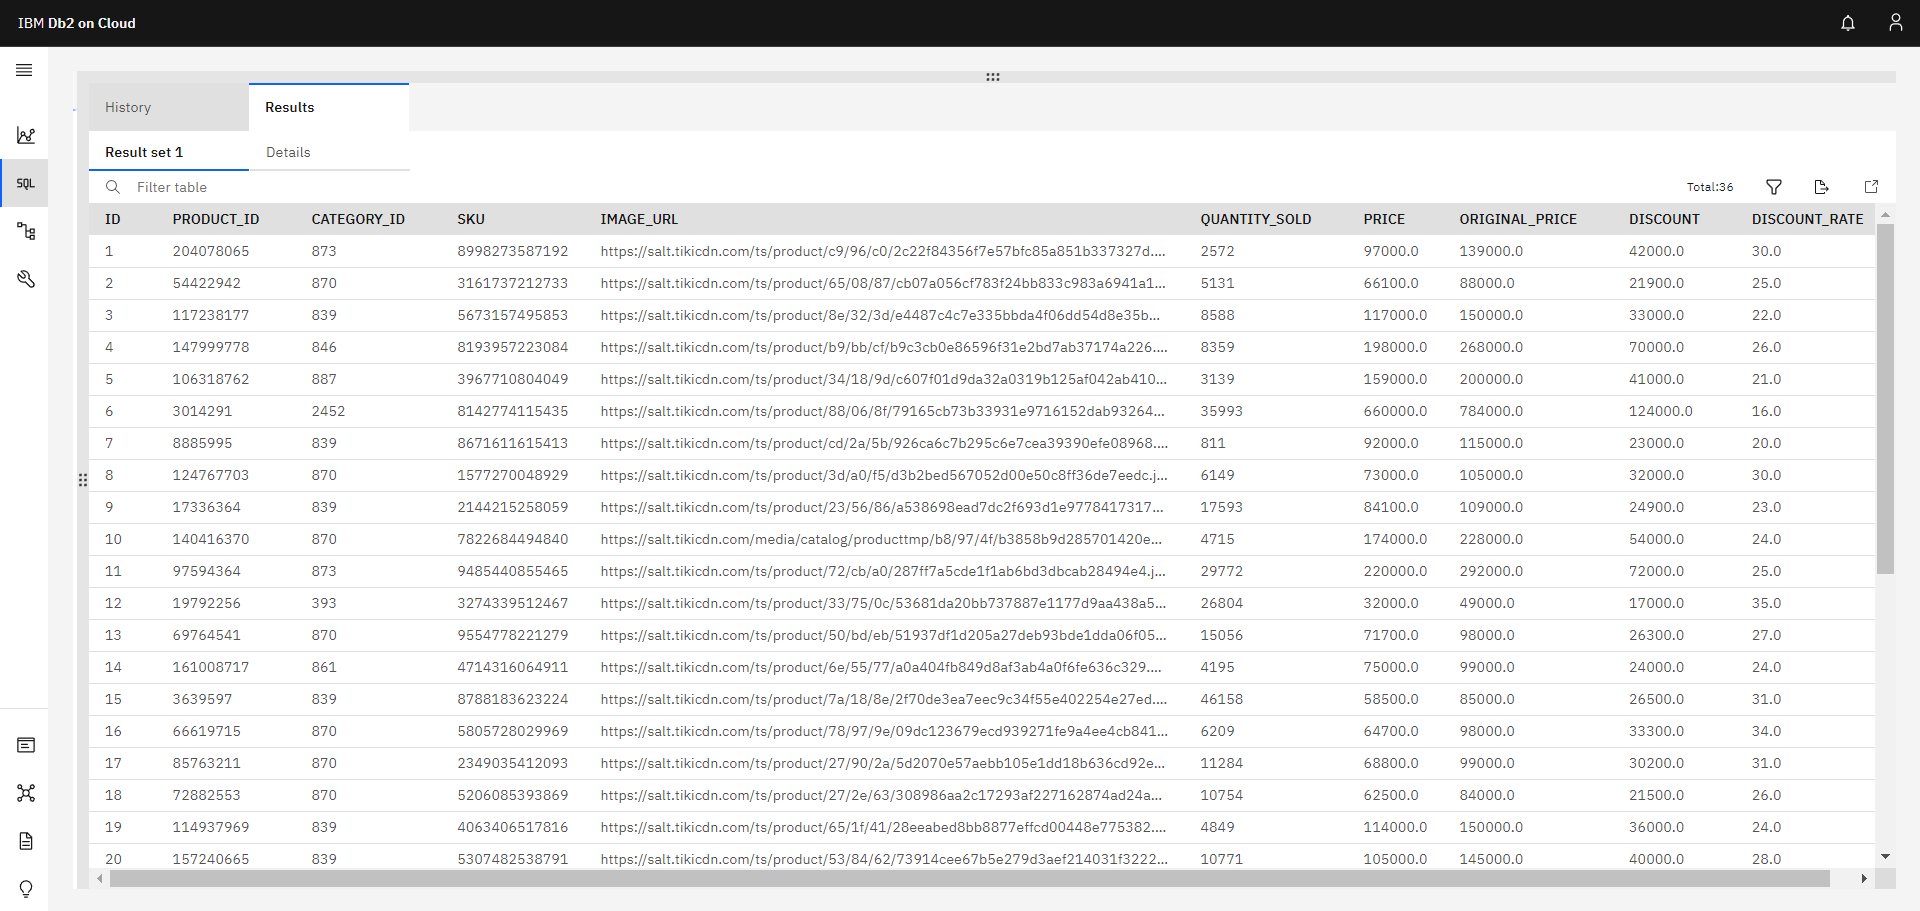 IBM Db2 on Cloud
History Results
Result set 1 Details
Filter table Total:36
ID PRODUCT_ID CATEGORY_ID SKU IMAGE_URL QUANTITY_SOLD PRICE ORIGINAL_PRICE DISCOUNT DISCOUNT_RATE
1 204078065 873 8998273587192 https://salt.tikicdn.com/ts/product/c9/96/c0/2c22f84356f7e57bfc85a851b337327d.... 2572 97000.0 139000.0 42000.0 30.0
SQL
2 54422942 870 3161737212733 https://salt.tikicdn.com/ts/product/65/08/87/cb07a056cf783f24bb833c983a6941a1... 5131 66100.0 88000.0 21900.0 25.0
3 117238177 839 5673157495853 https://salt.tikicdn.com/ts/product/8e/32/3d/e4487c4c7e335bbda4f06dd54d8e35b... 8588 117000.0 150000.0 33000.0 22.0
4 147999778 846 8193957223084 https://salt.tikicdn.com/ts/product/b9/bb/cf/b9c3cb0e86596f31e2bd7ab37174a226.... 8359 198000.0 268000.0 70000.0 26.0
5 106318762 887 3967710804049 https://salt.tikicdn.com/ts/product/34/18/9d/c607f01d9da32a0319b125af042ab410... 3139 159000.0 200000.0 41000.0 21.0
6 3014291 2452 8142774115435 https://salt.tikicdn.com/ts/product/88/06/8f/79165cb73b33931e9716152dab93264... 35993 660000.0 784000.0 124000.0 16.0
7 8885995 839 8671611615413 https://salt.tikicdn.com/ts/product/cd/2a/5b/926ca6c7b295c6e7cea39390efe08968.... 811 92000.0 115000.0 23000.0 20.0
8 124767703 870 1577270048929 https://salt.tikicdn.com/ts/product/3d/a0/f5/d3b2bed567052d00e50c8ff36de7eedc.j... 6149 73000.0 105000.0 32000.0 30.0
9 17336364 839 2144215258059 https://salt.tikicdn.com/ts/product/23/56/86/a538698ead7dc2f693d1e9778417317... 17593 84100.0 109000.0 24900.0 23.0
10 140416370 870 7822684494840 https://salt.tikicdn.com/media/catalog/producttmp/b8/97/4f/b3858b9d285701420e... 4715 174000.0 228000.0 54000.0 24.0
11 97594364 873 9485440855465 https://salt.tikicdn.com/ts/product/72/cb/a0/287ff7a5cde1f1ab6bd3dbcab28494e4.j... 29772 220000.0 292000.0 72000.0 25.0
12 19792256 393 3274339512467 https://salt.tikicdn.com/ts/product/33/75/0c/53681da20bb737887e1177d9aa438a5... 26804 32000.0 49000.0 17000.0 35.0
13 69764541 870 9554778221279 https://salt.tikicdn.com/ts/product/50/bd/eb/51937df1d205a27deb93bde1dda06f05... 15056 71700.0 98000.0 26300.0 27.0
14 161008717 861 4714316064911 https://salt.tikicdn.com/ts/product/6e/55/77/a0a404fb849d8af3ab4a0f6fe636c329.... 4195 75000.0 99000.0 24000.0 24.0
15 3639597 839 8788183623224 https://salt.tikicdn.com/ts/product/7a/18/8e/2f70de3ea7eec9c34f55e402254e27ed.... 46158 58500.0 85000.0 26500.0 31.0
16 66619715 870 5805728029969 https://salt.tikicdn.com/ts/product/78/97/9e/09dc123679ecd939271fe9a4ee4cb841... 6209 64700.0 98000.0 33300.0 34.0
17 85763211 870 2349035412093 https://salt.tikicdn.com/ts/product/27/90/2a/5d2070e57aebb105e1dd18b636cd92e... 11284 68800.0 99000.0 30200.0 31.0
18 72882553 870 5206085393869 https://salt.tikicdn.com/ts/product/27/2e/63/308986aa2c17293af227162874ad24a... 10754 62500.0 84000.0 21500.0 26.0
19 114937969 839 4063406517816 https://salt.tikicdn.com/ts/product/65/1f/41/28eeabed8bb8877effcd00448e775382.... 4849 114000.0 150000.0 36000.0 24.0
20 157240665 839 5307482538791 https://salt.tikicdn.com/ts/product/53/84/62/73914cee67b5e279d3aef214031f3222... 10771 105000.0 145000.0 40000.0 28.0